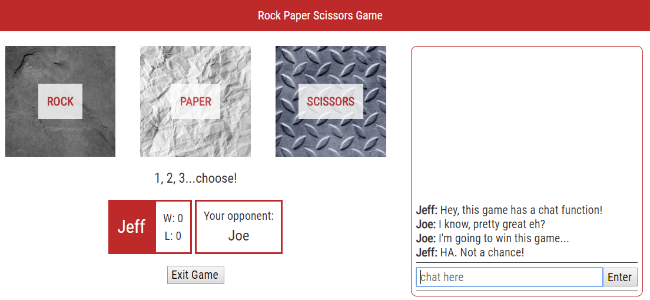 Rock Paper Scissors Game
ROCK
PAPER
SCISSORS
1, 2, 3...choose!
Jeff
W: 0
L: 0
Your opponent:
Joe
Exit Game
Jeff: Hey, this game has a chat function!
Joe: I know, pretty great eh?
Joe: I'm going to win this game...
Jeff: HA. Not a chance!
chat here
Enter